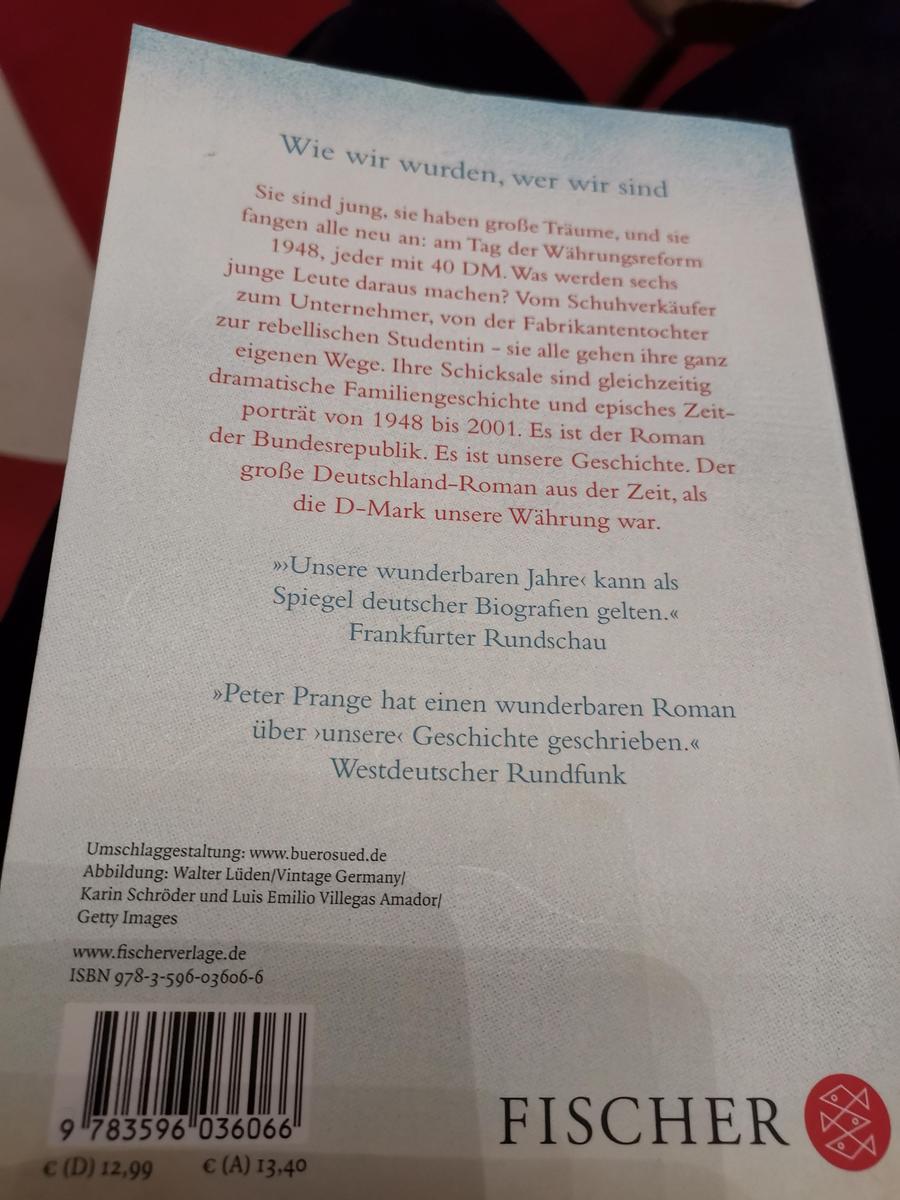 Wie wir wurden, wer wir sind
Sie sind jung, sie haben große Träume, und sie
fangen alle neu an: am Tag der Währungsreform
1948, jeder mit 40 DM. Was werden sechs
junge Leute daraus machen? Vom Schuhverkäufer
zum Unternehmer, von der Fabrikantentochter
zur rebellischen Studentin – sie alle gehen ihre ganz
eigenen Wege. Ihre Schicksale sind gleichzeitig
dramatische Familiengeschichte und episches Zeit-
porträt von 1948 bis 2001. Es ist der Roman
der Bundesrepublik. Es ist unsere Geschichte. Der
große Deutschland-Roman aus der Zeit, als
die D-Mark unsere Währung war.
»›Unsere wunderbaren Jahre‹ kann als
Spiegel deutscher Biografien gelten.«
Frankfurter Rundschau
»Peter Prange hat einen wunderbaren Roman
über ›unsere‹ Geschichte geschrieben.«
Westdeutscher Rundfunk
Umschlaggestaltung: www.buerosued.de
Abbildung: Walter Lüden/Vintage Germany/
Karin Schröder und Luis Emilio Villegas Amador/
Getty Images
www.fischerverlage.de
ISBN 978-3-596-03606-6
9 783596 036066
€ (D) 12,99 € (A) 13,40
FISCHER